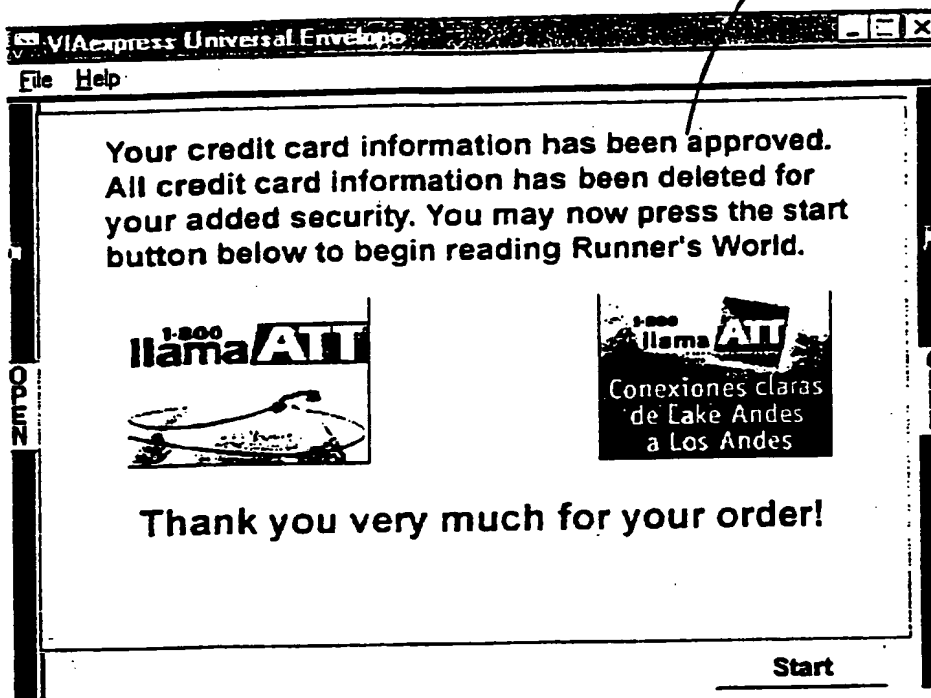 VIAexpress Universal Envelope
File Help
Your credit card information has been approved.
All credit card information has been deleted for
your added security. You may now press the start
button below to begin reading Runner's World.
1-800
llama ATT
1-800
llama ATT
Conexiones claras
de Lake Andes
a Los Andes
OPEN
Thank you very much for your order!
Start